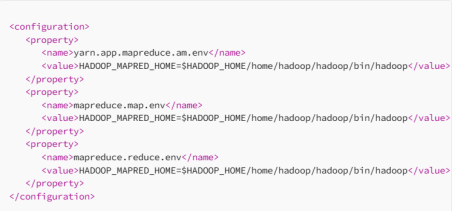 <configuration>
<property>
<name>yarn.app.mapreduce.am.env</name>
<value>HADOOP_MAPRED_HOME=$HADOOP_HOME/home/hadoop/hadoop/bin/hadoop</value>
</property>
<property>
<name>mapreduce.map.env</name>
<value>HADOOP_MAPRED_HOME=$HADOOP_HOME/home/hadoop/hadoop/bin/hadoop</value>
</property>
<property>
<name>mapreduce.reduce.env</name>
<value>HADOOP_MAPRED_HOME=$HADOOP_HOME/home/hadoop/hadoop/bin/hadoop</value>
</property>
</configuration>